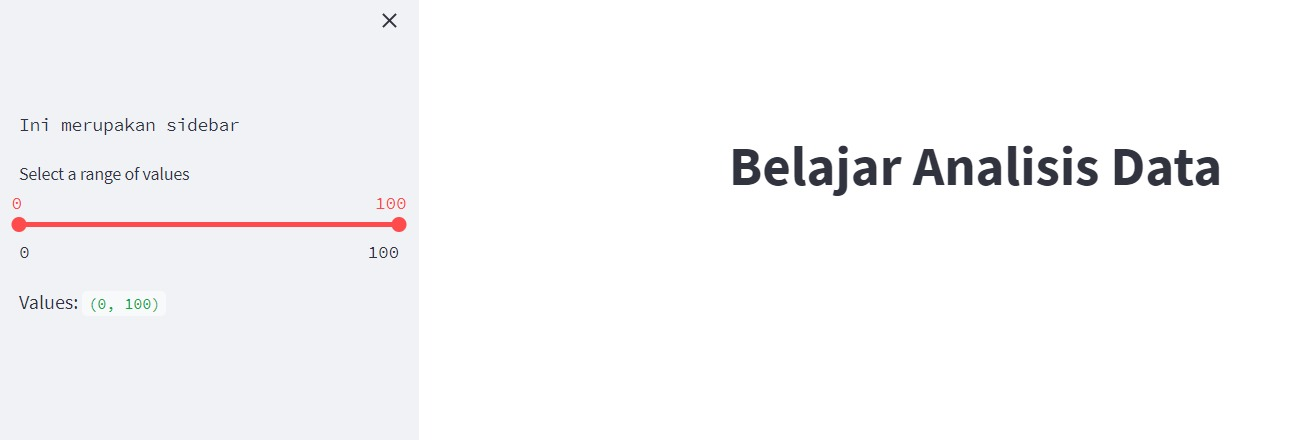 Ini merupakan sidebar
Select a range of values
0 100
0 100
Values: (0, 100)
Belajar Analisis Data